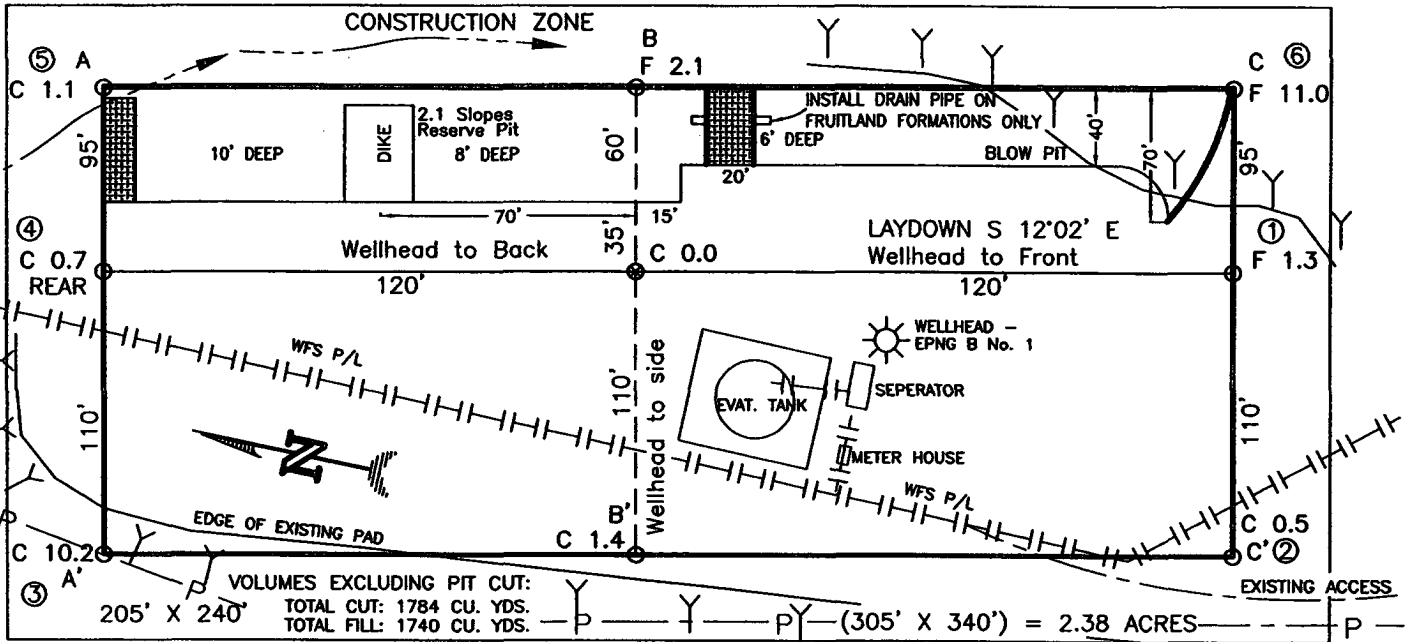 CONSTRUCTION ZONE
⑤ A
C 1.1
B
F 2.1
C ⑥
F 11.0
95'
10' DEEP
DIKE
2.1 Slopes
Reserve Pit
8' DEEP
60'
INSTALL DRAIN PIPE ON
FRUITLAND FORMATIONS ONLY
6' DEEP
20'
BLOW PIT
40'
70'
95'
70'
15'
35'
④
C 0.7
REAR
Wellhead to Back
120'
C 0.0
LAYDOWN S 12°02' E
Wellhead to Front
120'
①
F 1.3
WFS P/L
110'
N
Wellhead to side
110'
WELLHEAD –
EPNG B No. 1
SEPERATOR
EVAT. TANK
METER HOUSE
WFS P/L
110'
P
EDGE OF EXISTING PAD
C 10.2
A'
③
B'
C 1.4
C 0.5
C' ②
EXISTING ACCESS
P
205' X 240'
VOLUMES EXCLUDING PIT CUT:
TOTAL CUT: 1784 CU. YDS.
TOTAL FILL: 1740 CU. YDS.
P
P
(305' X 340') = 2.38 ACRES
P